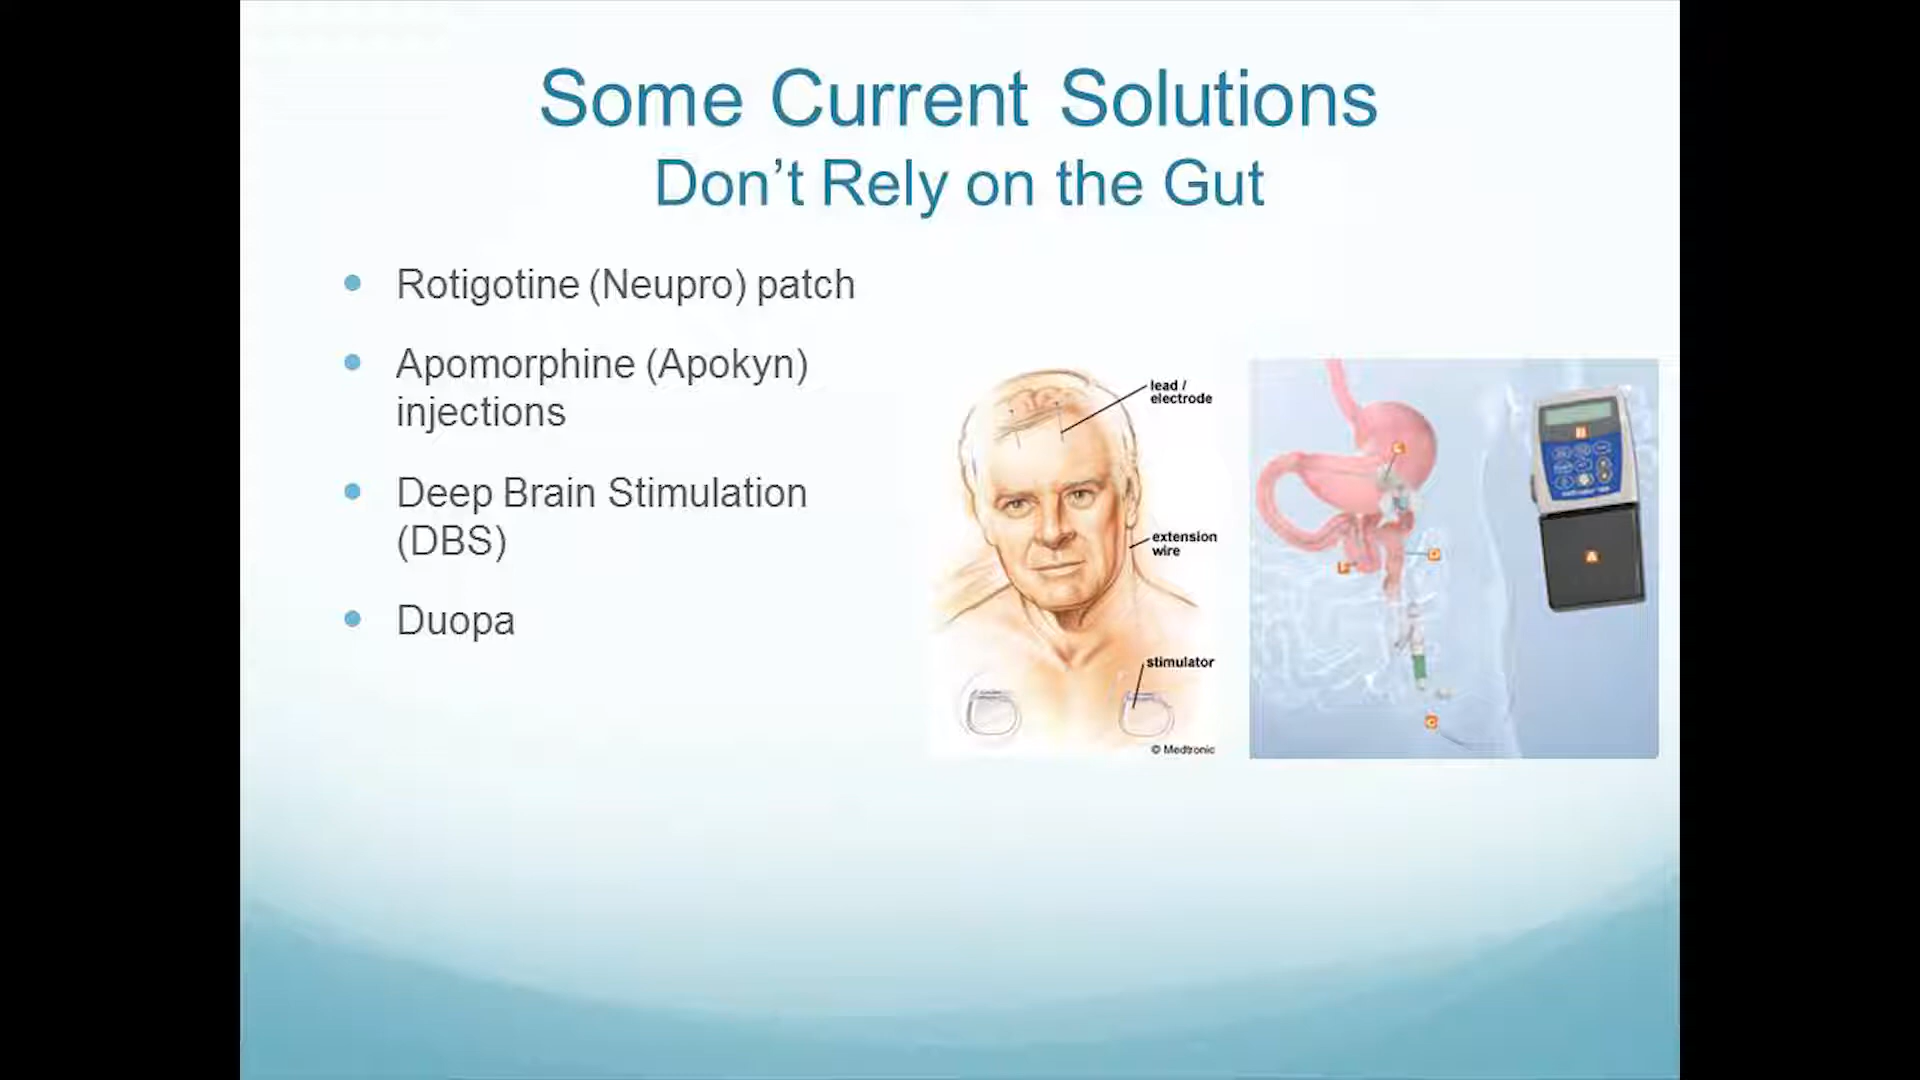 Some Current Solutions
Don't Rely on the Gut
Rotigotine (Neupro) patch
Apomorphine (Apokyn)
injections
Deep Brain Stimulation
(DBS)
Duopa
lead /
electrode
extension
wire
stimulator
© Medtronic
B
D
A